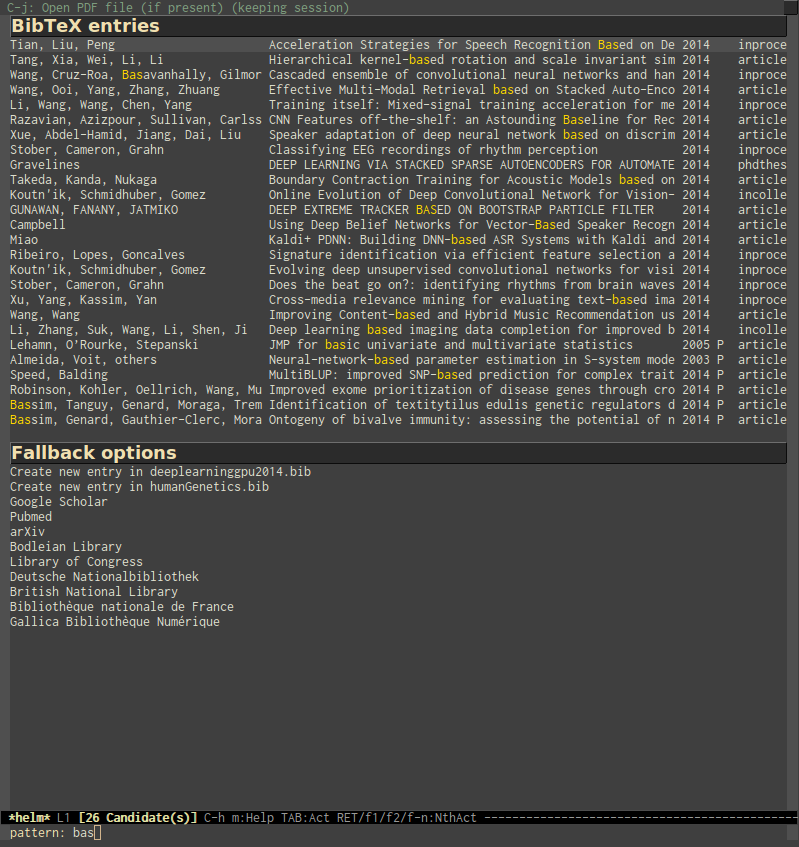 C-j: Open PDF file (if present) (keeping session)
BibTeX entries
Tian, Liu, Peng Acceleration Strategies for Speech Recognition Based on De 2014 inproce
Tang, Xia, Wei, Li, Li Hierarchical kernel-based rotation and scale invariant sim 2014 article
Wang, Cruz-Roa, Basavanhally, Gilmor Cascaded ensemble of convolutional neural networks and han 2014 inproce
Wang, Ooi, Yang, Zhang, Zhuang Effective Multi-Modal Retrieval based on Stacked Auto-Enco 2014 article
Li, Wang, Wang, Chen, Yang Training itself: Mixed-signal training acceleration for me 2014 inproce
Razavian, Azizpour, Sullivan, Carlss CNN Features off-the-shelf: an Astounding Baseline for Rec 2014 article
Xue, Abdel-Hamid, Jiang, Dai, Liu Speaker adaptation of deep neural network based on discrim 2014 article
Stober, Cameron, Grahn Classifying EEG recordings of rhythm perception 2014 inproce
Gravelines DEEP LEARNING VIA STACKED SPARSE AUTOENCODERS FOR AUTOMATE 2014 phdthes
Takeda, Kanda, Nukaga Boundary Contraction Training for Acoustic Models based on 2014 article
Koutn'ik, Schmidhuber, Gomez Online Evolution of Deep Convolutional Network for Vision- 2014 incolle
GUNAWAN, FANANY, JATMIKO DEEP EXTREME TRACKER BASED ON BOOTSTRAP PARTICLE FILTER 2014 article
Campbell Using Deep Belief Networks for Vector-Based Speaker Recogn 2014 article
Miao Kaldi+ PDNN: Building DNN-based ASR Systems with Kaldi and 2014 article
Ribeiro, Lopes, Goncalves Signature identification via efficient feature selection a 2014 inproce
Koutn'ik, Schmidhuber, Gomez Evolving deep unsupervised convolutional networks for visi 2014 inproce
Stober, Cameron, Grahn Does the beat go on?: identifying rhythms from brain waves 2014 inproce
Xu, Yang, Kassim, Yan Cross-media relevance mining for evaluating text-based ima 2014 inproce
Wang, Wang Improving Content-based and Hybrid Music Recommendation us 2014 article
Li, Zhang, Suk, Wang, Li, Shen, Ji Deep learning based imaging data completion for improved b 2014 incolle
Lehamn, O'Rourke, Stepanski JMP for basic univariate and multivariate statistics 2005 P article
Almeida, Voit, others Neural-network-based parameter estimation in S-system mode 2003 P article
Speed, Balding MultiBLUP: improved SNP-based prediction for complex trait 2014 P article
Robinson, Kohler, Oellrich, Wang, Mu Improved exome prioritization of disease genes through cro 2014 P article
Bassim, Tanguy, Genard, Moraga, Trem Identification of textitytilus edulis genetic regulators d 2014 P article
Bassim, Genard, Gauthier-Clerc, Mora Ontogeny of bivalve immunity: assessing the potential of n 2014 P article
Fallback options
Create new entry in deeplearninggpu2014.bib
Create new entry in humanGenetics.bib
Google Scholar
Pubmed
arXiv
Bodleian Library
Library of Congress
Deutsche Nationalbibliothek
British National Library
Bibliothèque nationale de France
Gallica Bibliothèque Numérique
*helm* L1 [26 Candidate(s)] C-h m:Help TAB:Act RET/f1/f2/f-n:NthAct
pattern: bas